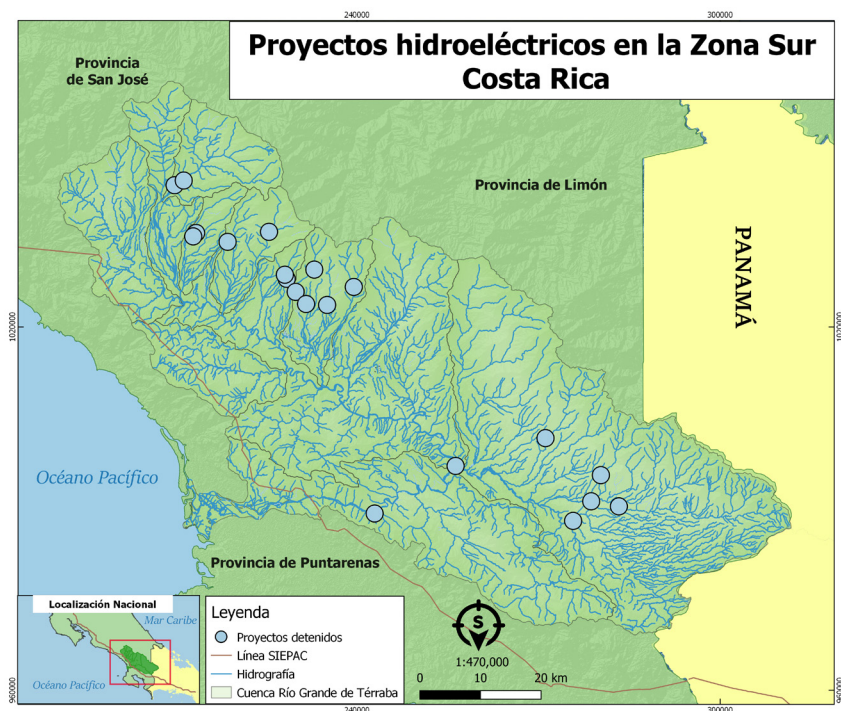 240000
300000
Proyectos hidroeléctricos en la Zona Sur
Costa Rica
Provincia
de San José
Provincia de Limón
PANAMÁ
1020000
1020000
Océano Pacífico
Provincia de Puntarenas
Localización Nacional
Mar Caribe
Océano Pacífico
Leyenda
Proyectos detenidos
Línea SIEPAC
Hidrografía
Cuenca Río Grande de Térraba
S
1:470,000
0
10
20 km
960000
960000
240000
300000